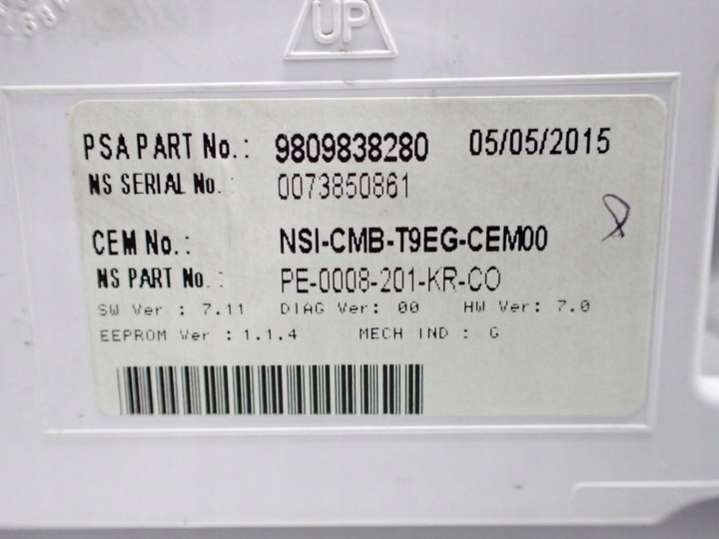 UP
PSA PART No.: 9809838280 05/05/2015
NS SERIAL No. : 0073850861
CEM No.: NSI-CMB-T9EG-CEM00
NS PART No. : PE-0008-201-KR-CO
SW Ver : 7.11 DIAG Ver: 00 HW Ver: 7.0
EEPROM Ver : 1.1.4 MECH IND : G